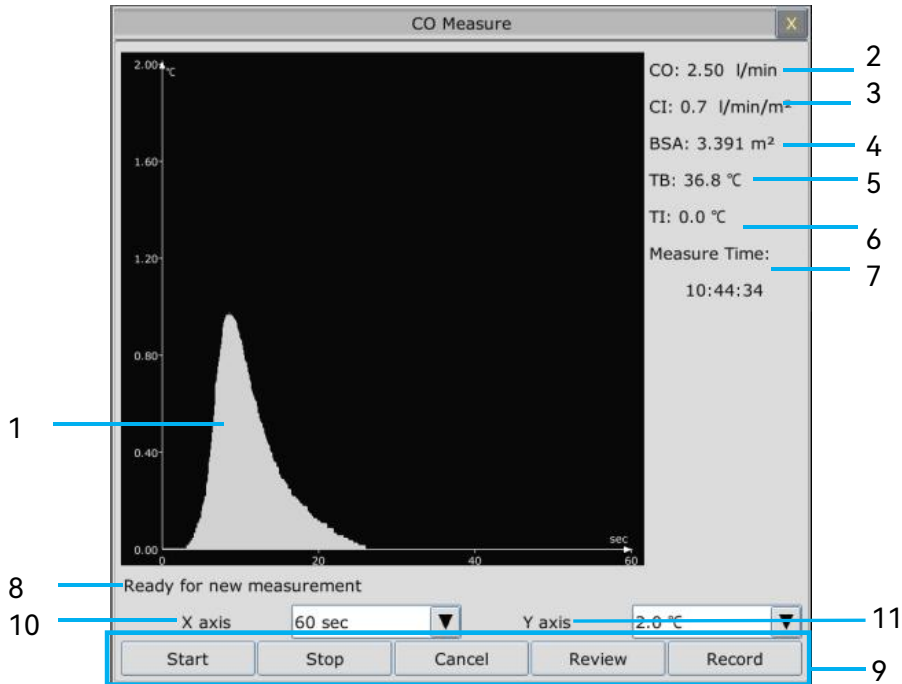 CO Measure
X
2.00
℃
1.60
1.20
0.80
0.40
0.00
0
20
40
60
sec
CO: 2.50 l/min
CI: 0.7 l/min/m²
BSA: 3.391 m²
TB: 36.8 ℃
TI: 0.0 ℃
Measure Time:
10:44:34
2
3
4
5
6
7
1
8
Ready for new measurement
10
X axis 60 sec Y axis 2.0 ℃
11
Start Stop Cancel Review Record
9